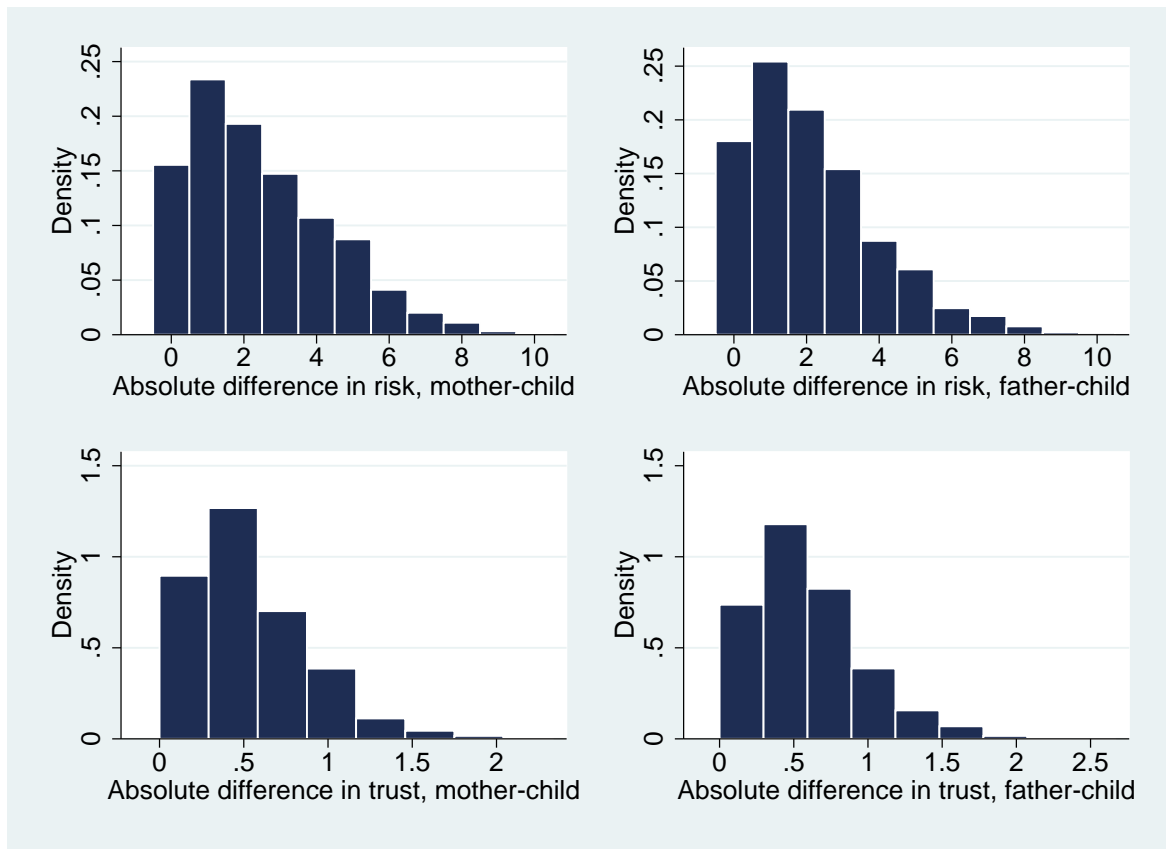 .25
.2
.15
.1
.05
0
Density
0 2 4 6 8 10
Absolute difference in risk, mother-child
.25
.2
.15
.1
.05
0
Density
0 2 4 6 8 10
Absolute difference in risk, father-child
1.5
1
.5
0
Density
0 .5 1 1.5 2
Absolute difference in trust, mother-child
1.5
1
.5
0
Density
0 .5 1 1.5 2 2.5
Absolute difference in trust, father-child